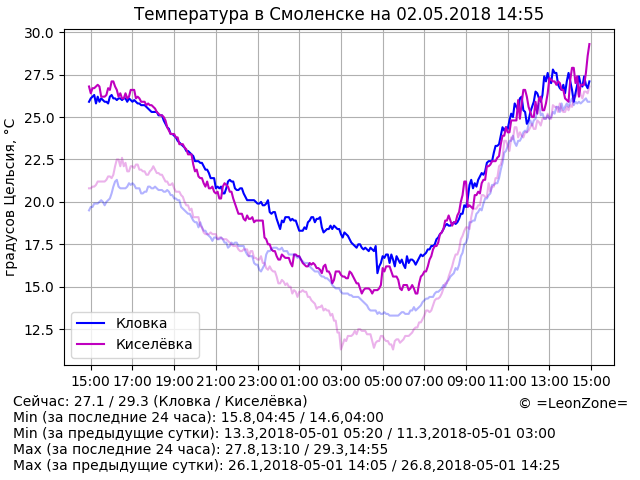 Температура в Смоленске на 02.05.2018 14:55
градусов Цельсия, °C
30.0
27.5
25.0
22.5
20.0
17.5
15.0
12.5
Кловка
Киселёвка
15:00 17:00 19:00 21:00 23:00 01:00 03:00 05:00 07:00 09:00 11:00 13:00 15:00
Сейчас: 27.1 / 29.3 (Кловка / Киселёвка)
© =LeonZone=
Min (за последние 24 часа): 15.8,04:45 / 14.6,04:00
Min (за предыдущие сутки): 13.3,2018-05-01 05:20 / 11.3,2018-05-01 03:00
Max (за последние 24 часа): 27.8,13:10 / 29.3,14:55
Max (за предыдущие сутки): 26.1,2018-05-01 14:05 / 26.8,2018-05-01 14:25